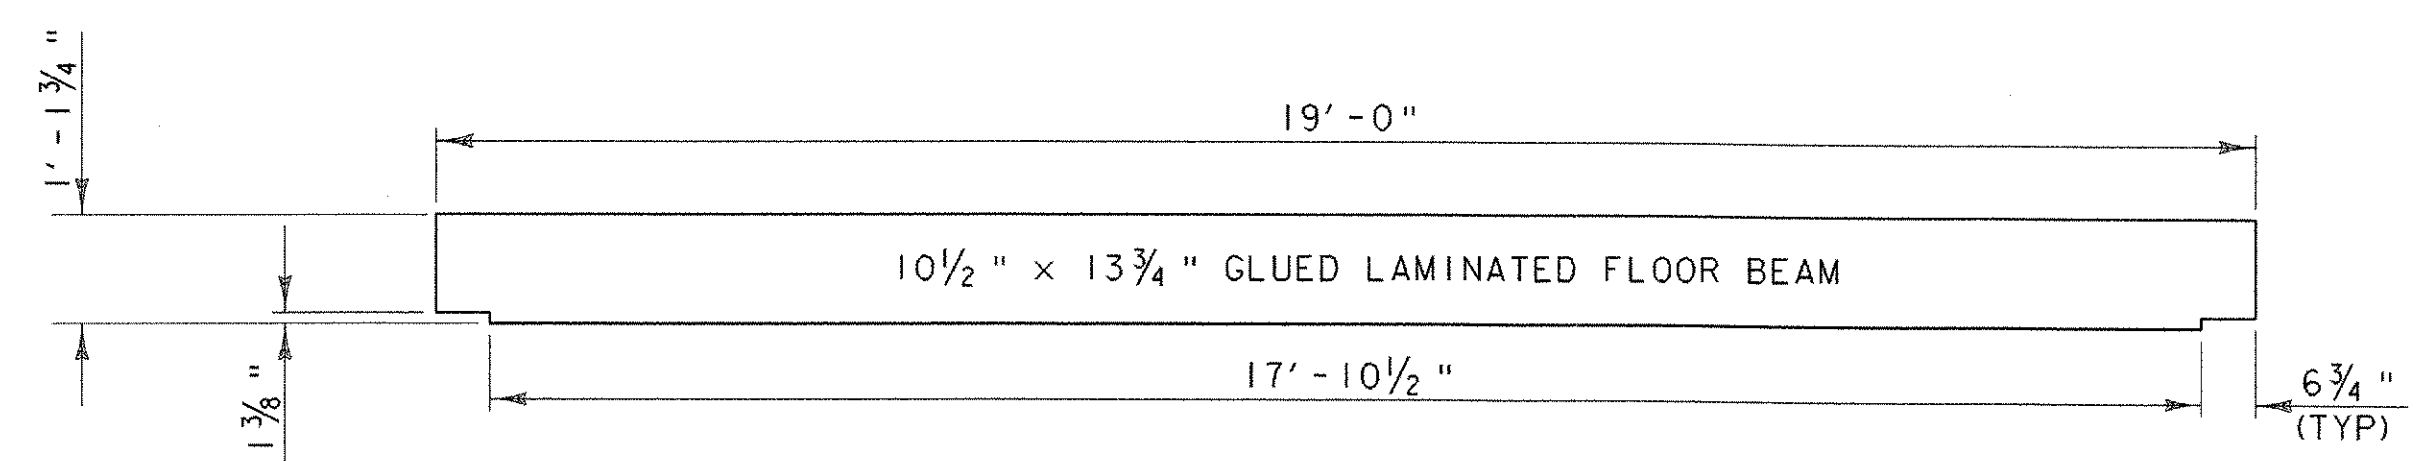 1'-1 3/4"
19'-0"
10 1/2" x 13 3/4" GLUED LAMINATED FLOOR BEAM
1 3/8"
17'-10 1/2"
6 3/4"
(TYP)